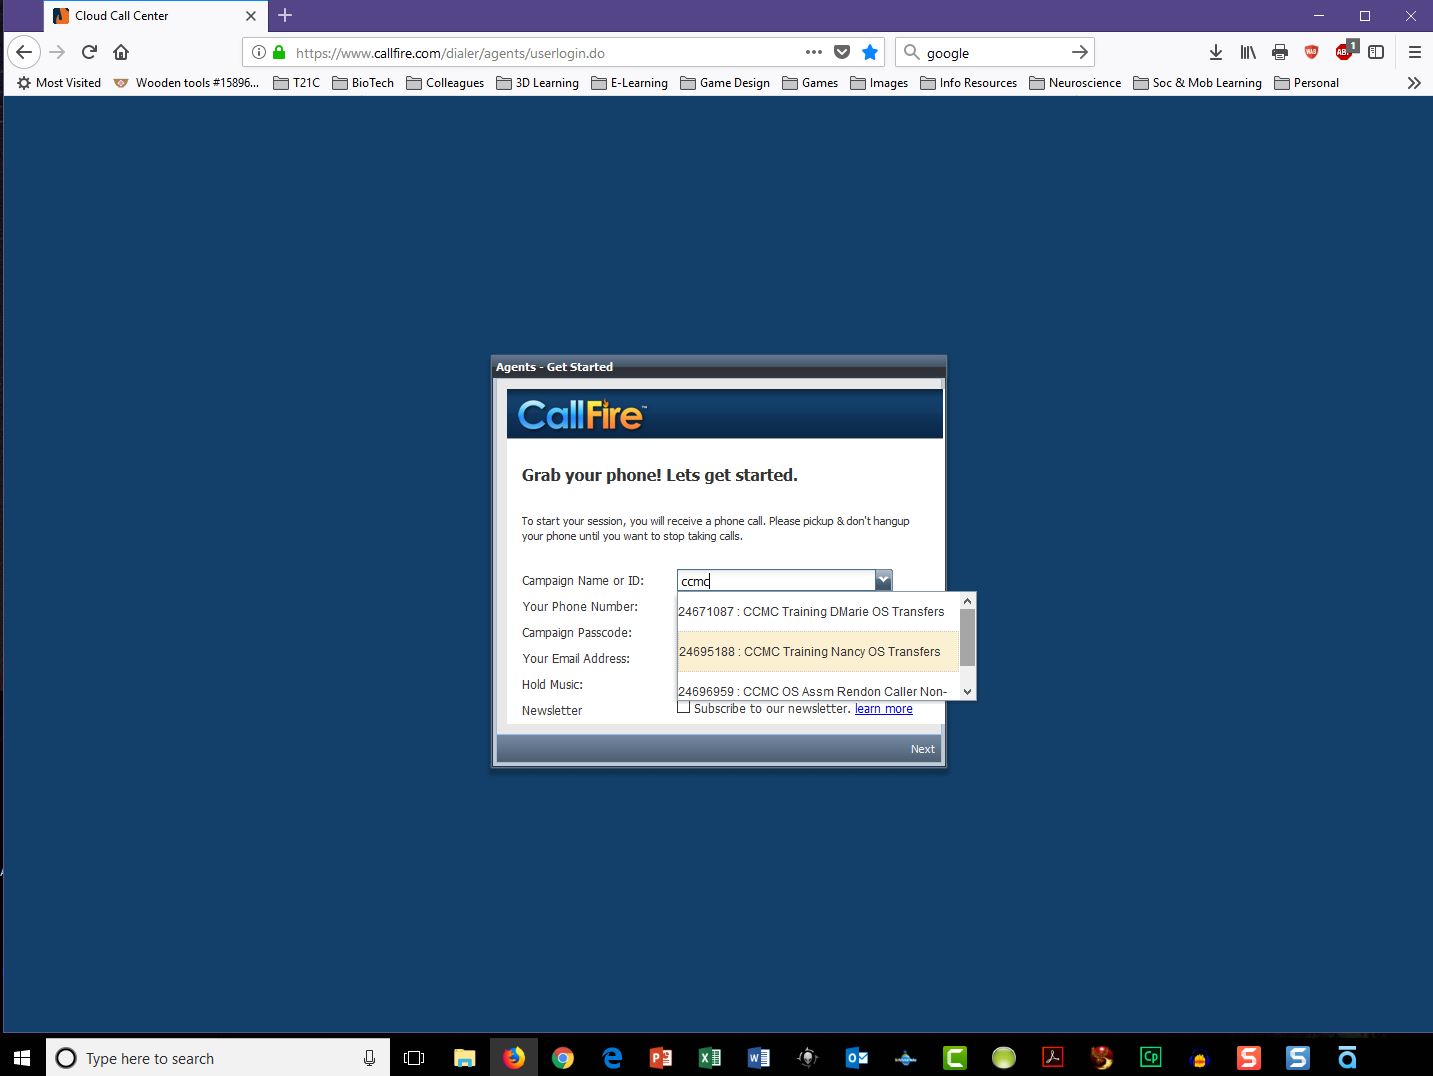 Cloud Call Center
https://www.callfire.com/dialer/agents/userlogin.do
google
1
Most Visited
Wooden tools #15896...
T21C
BioTech
Colleagues
3D Learning
E-Learning
Game Design
Games
Images
Info Resources
Neuroscience
Soc & Mob Learning
Personal
Agents - Get Started
CallFire™
Grab your phone! Lets get started.
To start your session, you will receive a phone call. Please pickup & don't hangup
your phone until you want to stop taking calls.
Campaign Name or ID:
ccmc
24671087 : CCMC Training DMarie OS Transfers
Your Phone Number:
Campaign Passcode:
24695188 : CCMC Training Nancy OS Transfers
Your Email Address:
Hold Music:
24696959 : CCMC OS Assm Rendon Caller Non-
Newsletter
Subscribe to our newsletter. learn more
Next
Type here to search